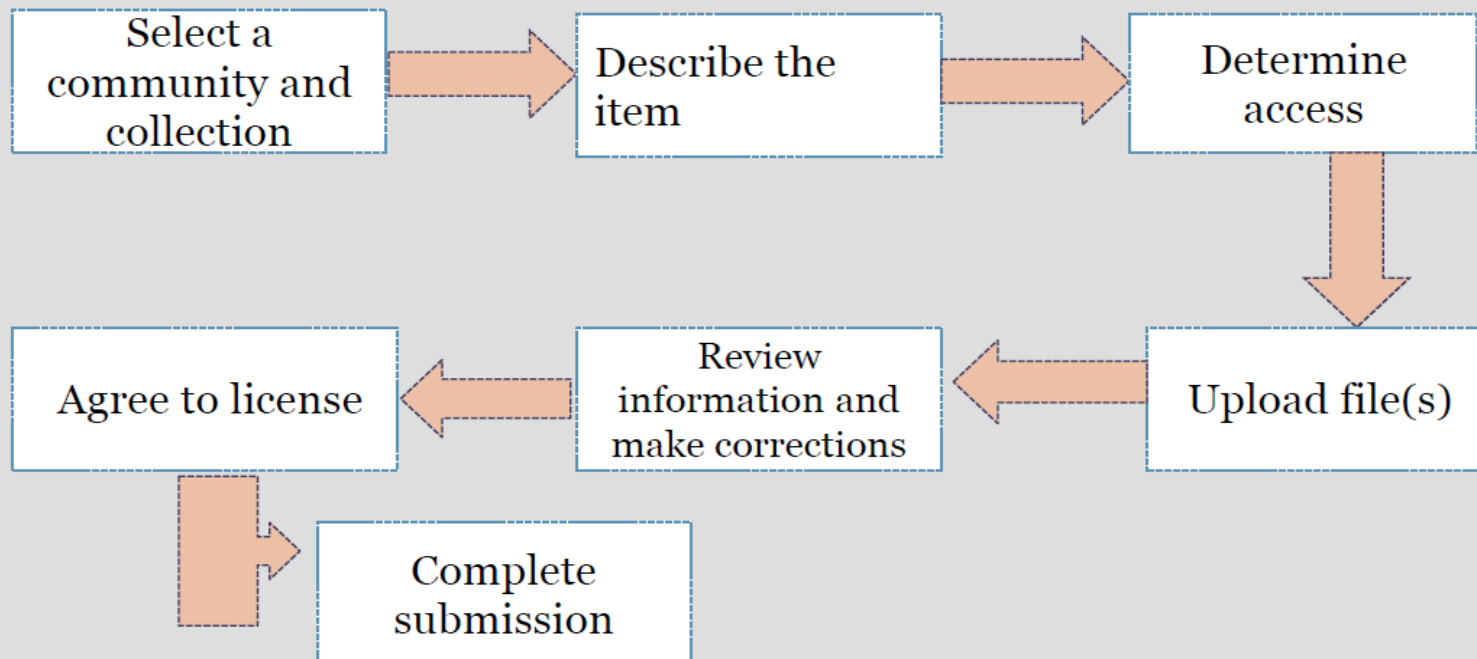 Select a
community and
collection
Describe the
item
Determine
access
Upload file(s)
Review
information and
make corrections
Agree to license
Complete
submission